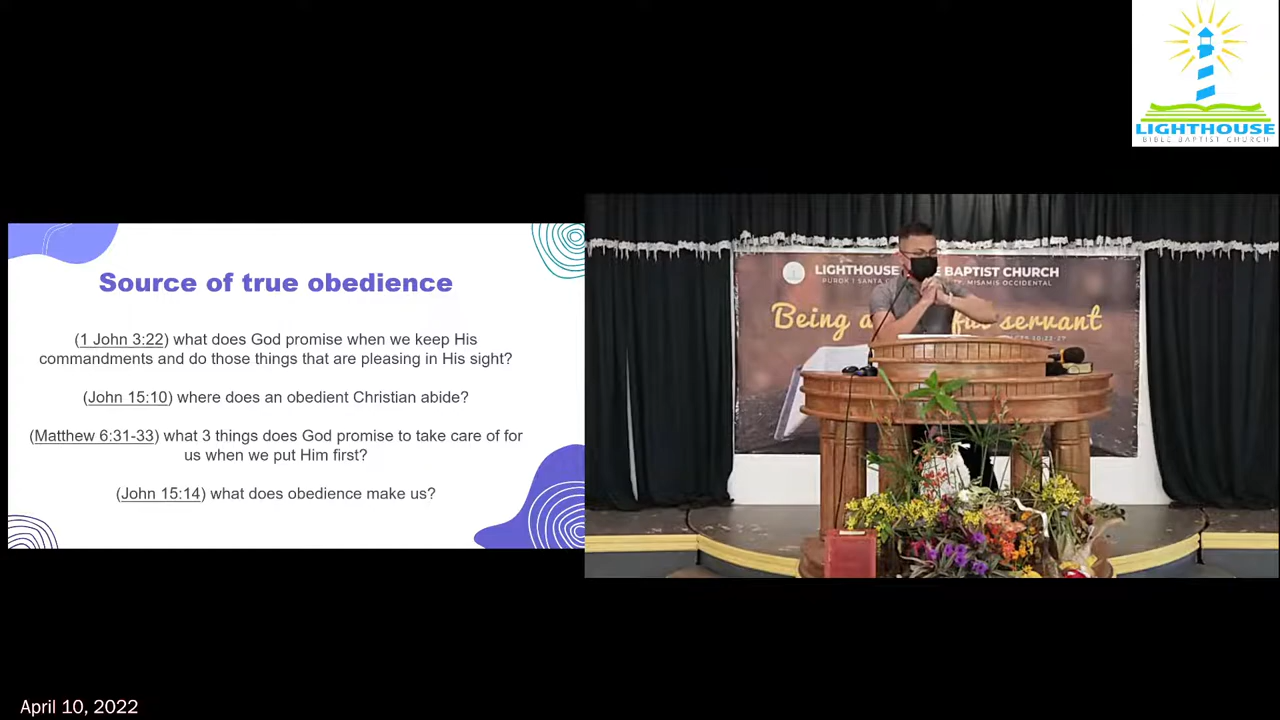 LIGHTHOUSE
BIBLE BAPTIST CHURCH
Source of true obedience
(1 John 3:22) what does God promise when we keep His
commandments and do those things that are pleasing in His sight?
(John 15:10) where does an obedient Christian abide?
(Matthew 6:31-33) what 3 things does God promise to take care of for
us when we put Him first?
(John 15:14) what does obedience make us?
LIGHTHOUSE BAPTIST CHURCH
PUROK 1 SANTA MISAMIS OCCIDENTAL
Being a servant
April 10, 2022